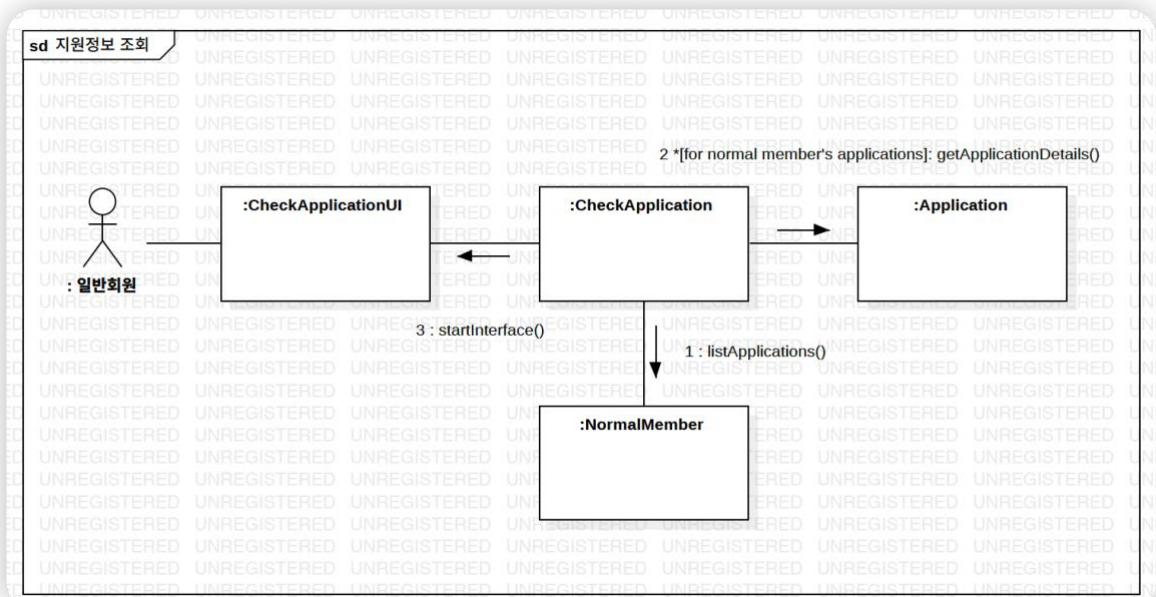 sd 지원정보 조회
2 *[for normal member's applications]: getApplicationDetails()
:CheckApplicationUI
:CheckApplication
:Application
: 일반회원
3 : startInterface()
1 : listApplications()
:NormalMember
UNREGISTERED